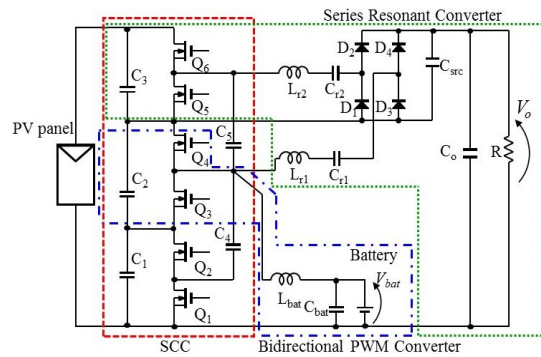 Series Resonant Converter
Q6
D2
D4
Csrc
C3
Lr2
Cr2
Q5
D1
D3
PV panel
C5
Vo
Q4
Co
R
Lr1
Cr1
C2
Q3
C4
Battery
C1
Q2
Vbat
Lbat
Cbat
Q1
SCC
Bidirectional PWM Converter